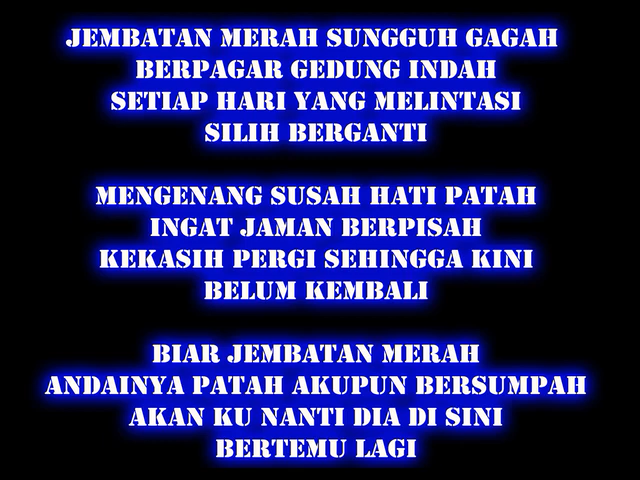 JEMBATAN MERAH SUNGGUH GAGAH
BERPAGAR GEDUNG INDAH
SETIAP HARI YANG MELINTASI
SILIH BERGANTI
MENGENANG SUSAH HATI PATAH
INGAT JAMAN BERPISAH
KEKASIH PERGI SEHINGGA KINI
BELUM KEMBALI
BIAR JEMBATAN MERAH
ANDAINYA PATAH AKUPUN BERSUMPAH
AKAN KU NANTI DIA DI SINI
BERTEMU LAGI